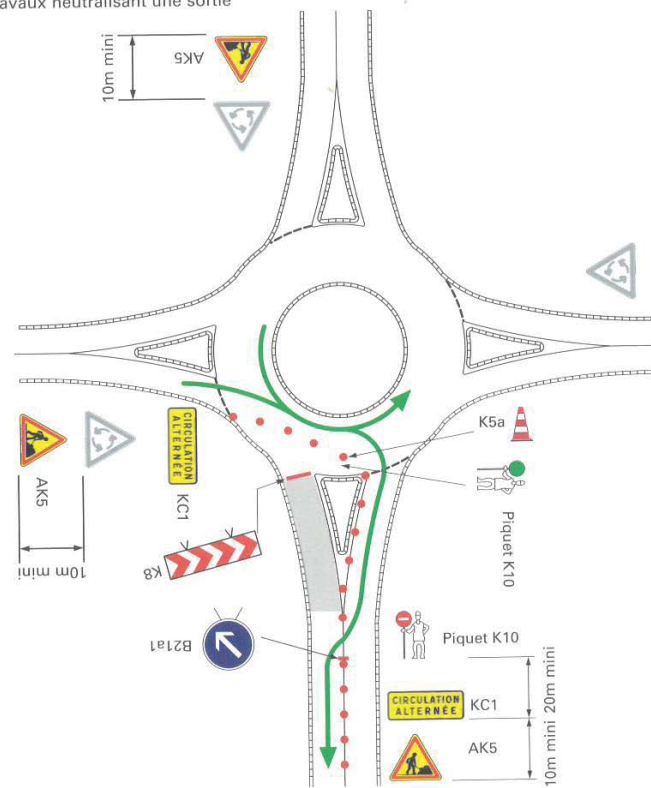 avaux neutralisant une sortie
10m mini
AK5
CIRCULATION
ALTERNÉE
KC1
AK5
10m mini
K5a
Piquet K10
K8
B21a1
Piquet K10
20m mini
CIRCULATION
ALTERNÉE
KC1
AK5
10m mini